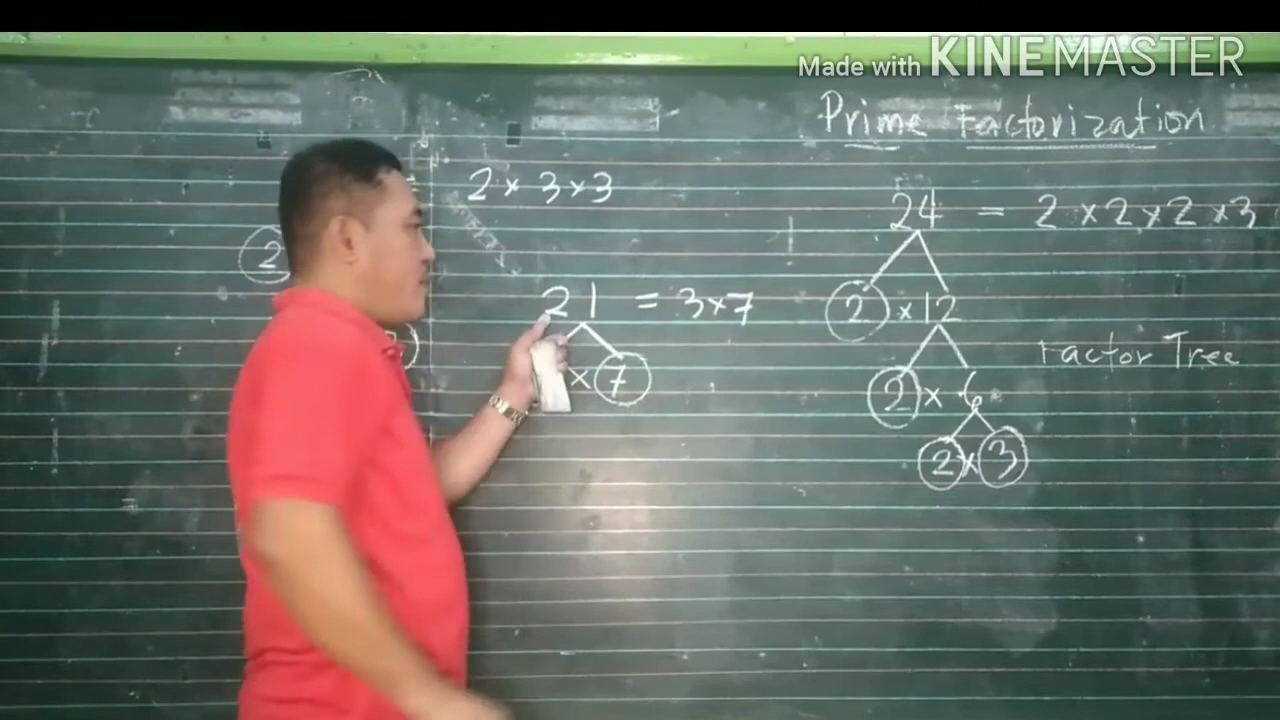 Made with KINEMASTER
Prime Factorization
2 × 3 × 3
24 = 2 × 2 × 2 × 3
2
21 = 3 × 7
2 × 12
× 7
Factor Tree
2 × 6
2 × 3